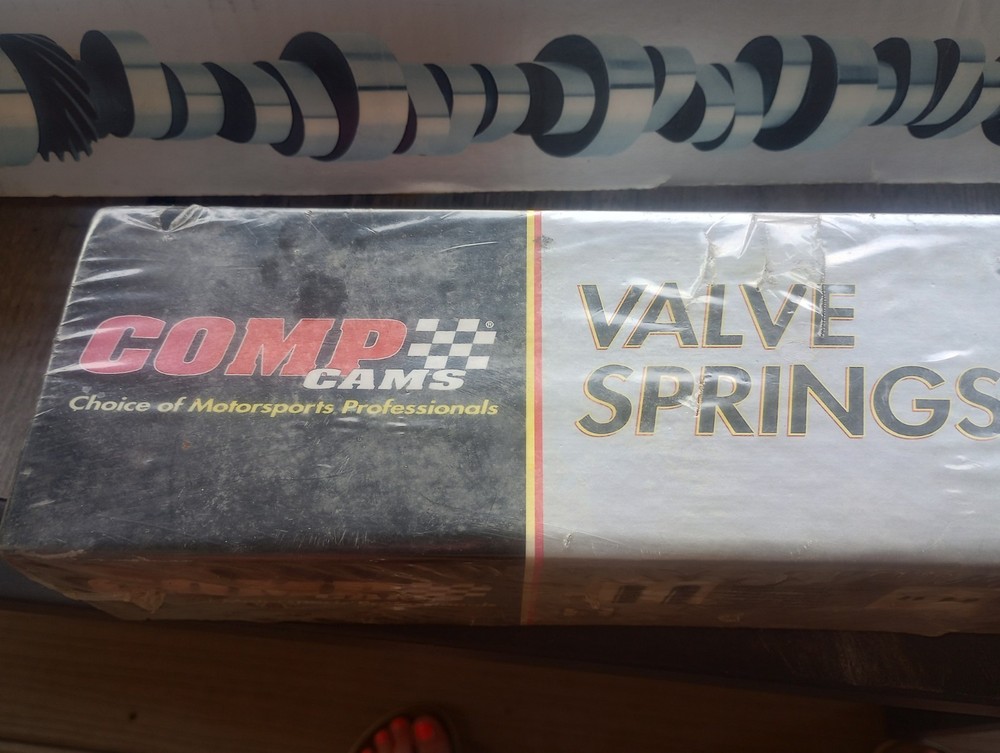 COMP
CAMS
®
Choice of Motorsports Professionals
VALVE
SPRINGS